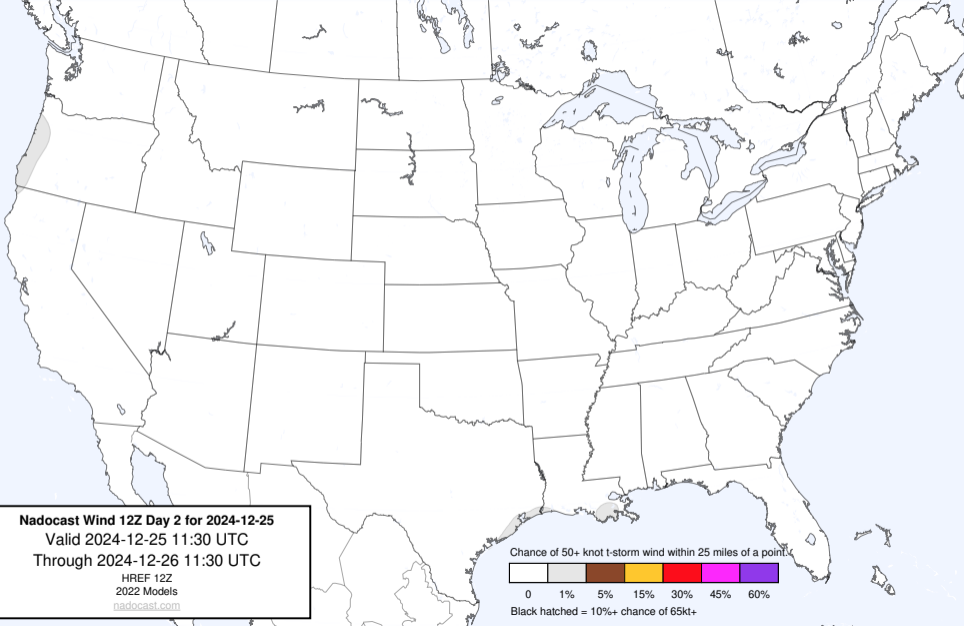 Nadocast Wind 12Z Day 2 for 2024-12-25
Valid 2024-12-25 11:30 UTC
Through 2024-12-26 11:30 UTC
HREF 12Z
2022 Models
nadocast.com
Chance of 50+ knot t-storm wind within 25 miles of a point.
0 1% 5% 15% 30% 45% 60%
Black hatched = 10%+ chance of 65kt+